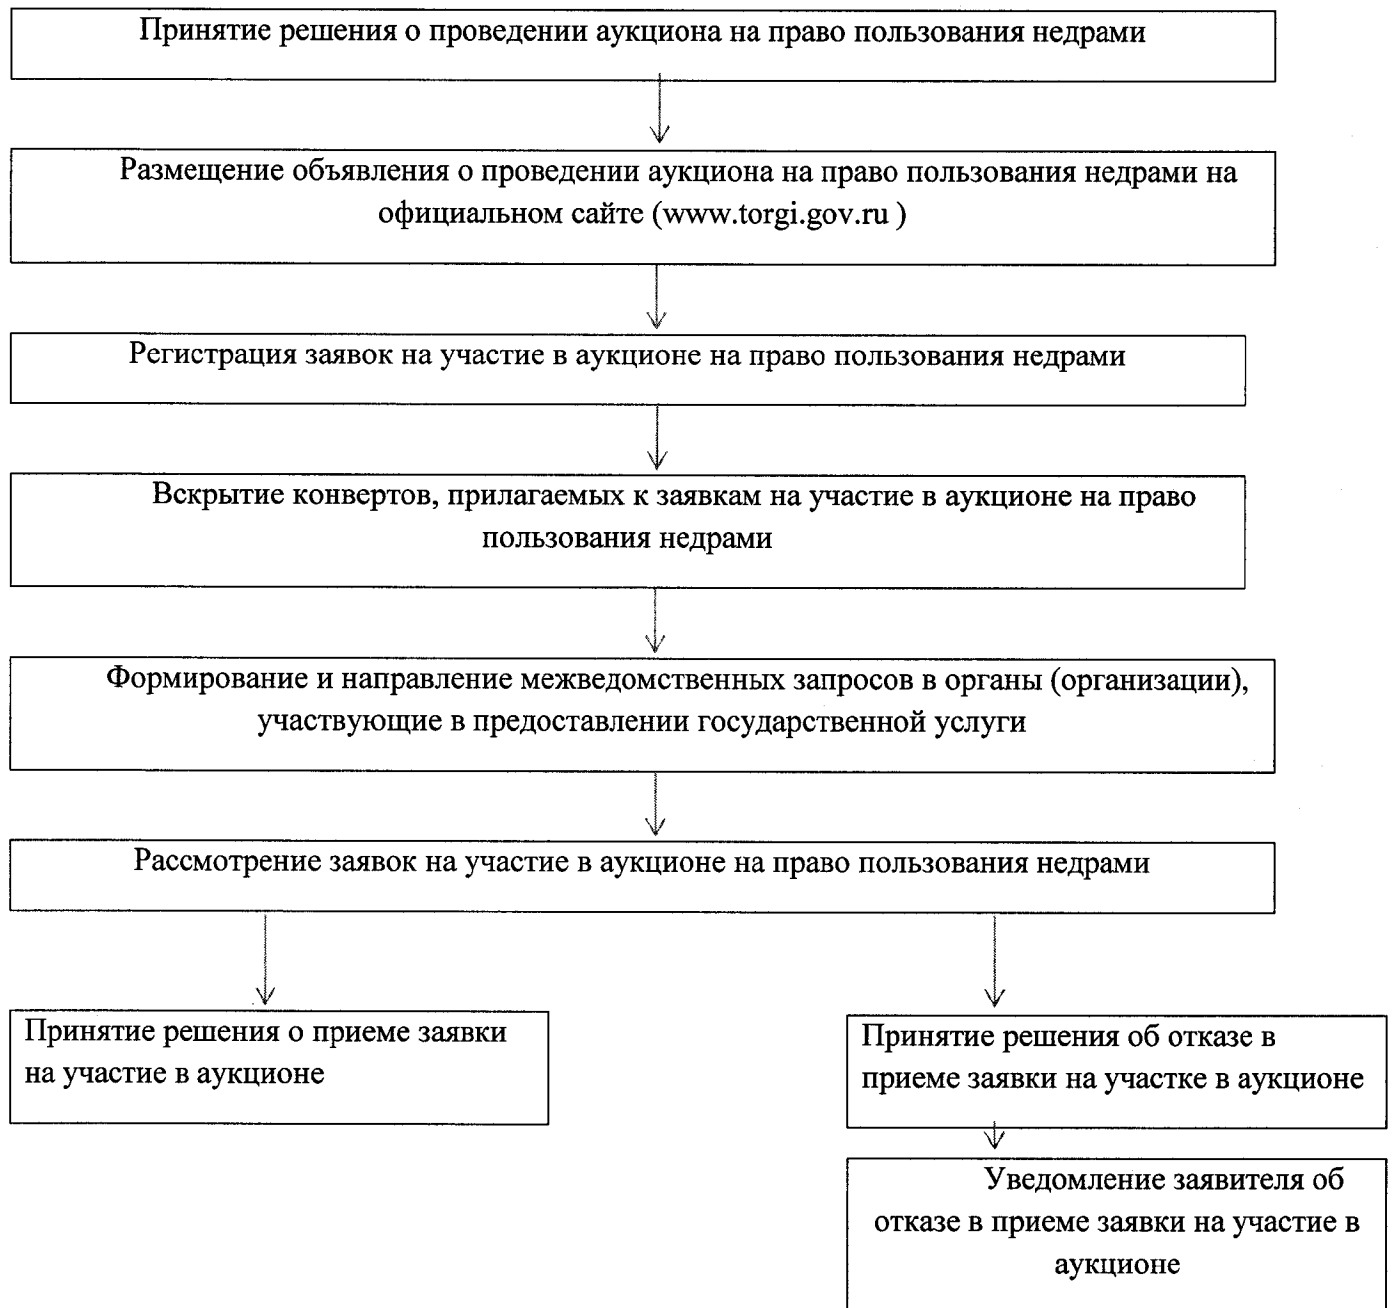 Принятие решения о проведении аукциона на право пользования недрами
Размещение объявления о проведении аукциона на право пользования недрами на
официальном сайте (www.torgi.gov.ru )
Регистрация заявок на участие в аукционе на право пользования недрами
Вскрытие конвертов, прилагаемых к заявкам на участие в аукционе на право
пользования недрами
Формирование и направление межведомственных запросов в органы (организации),
участвующие в предоставлении государственной услуги
Рассмотрение заявок на участие в аукционе на право пользования недрами
Принятие решения о приеме заявки
на участие в аукционе
Принятие решения об отказе в
приеме заявки на участке в аукционе
Уведомление заявителя об
отказе в приеме заявки на участие в
аукционе